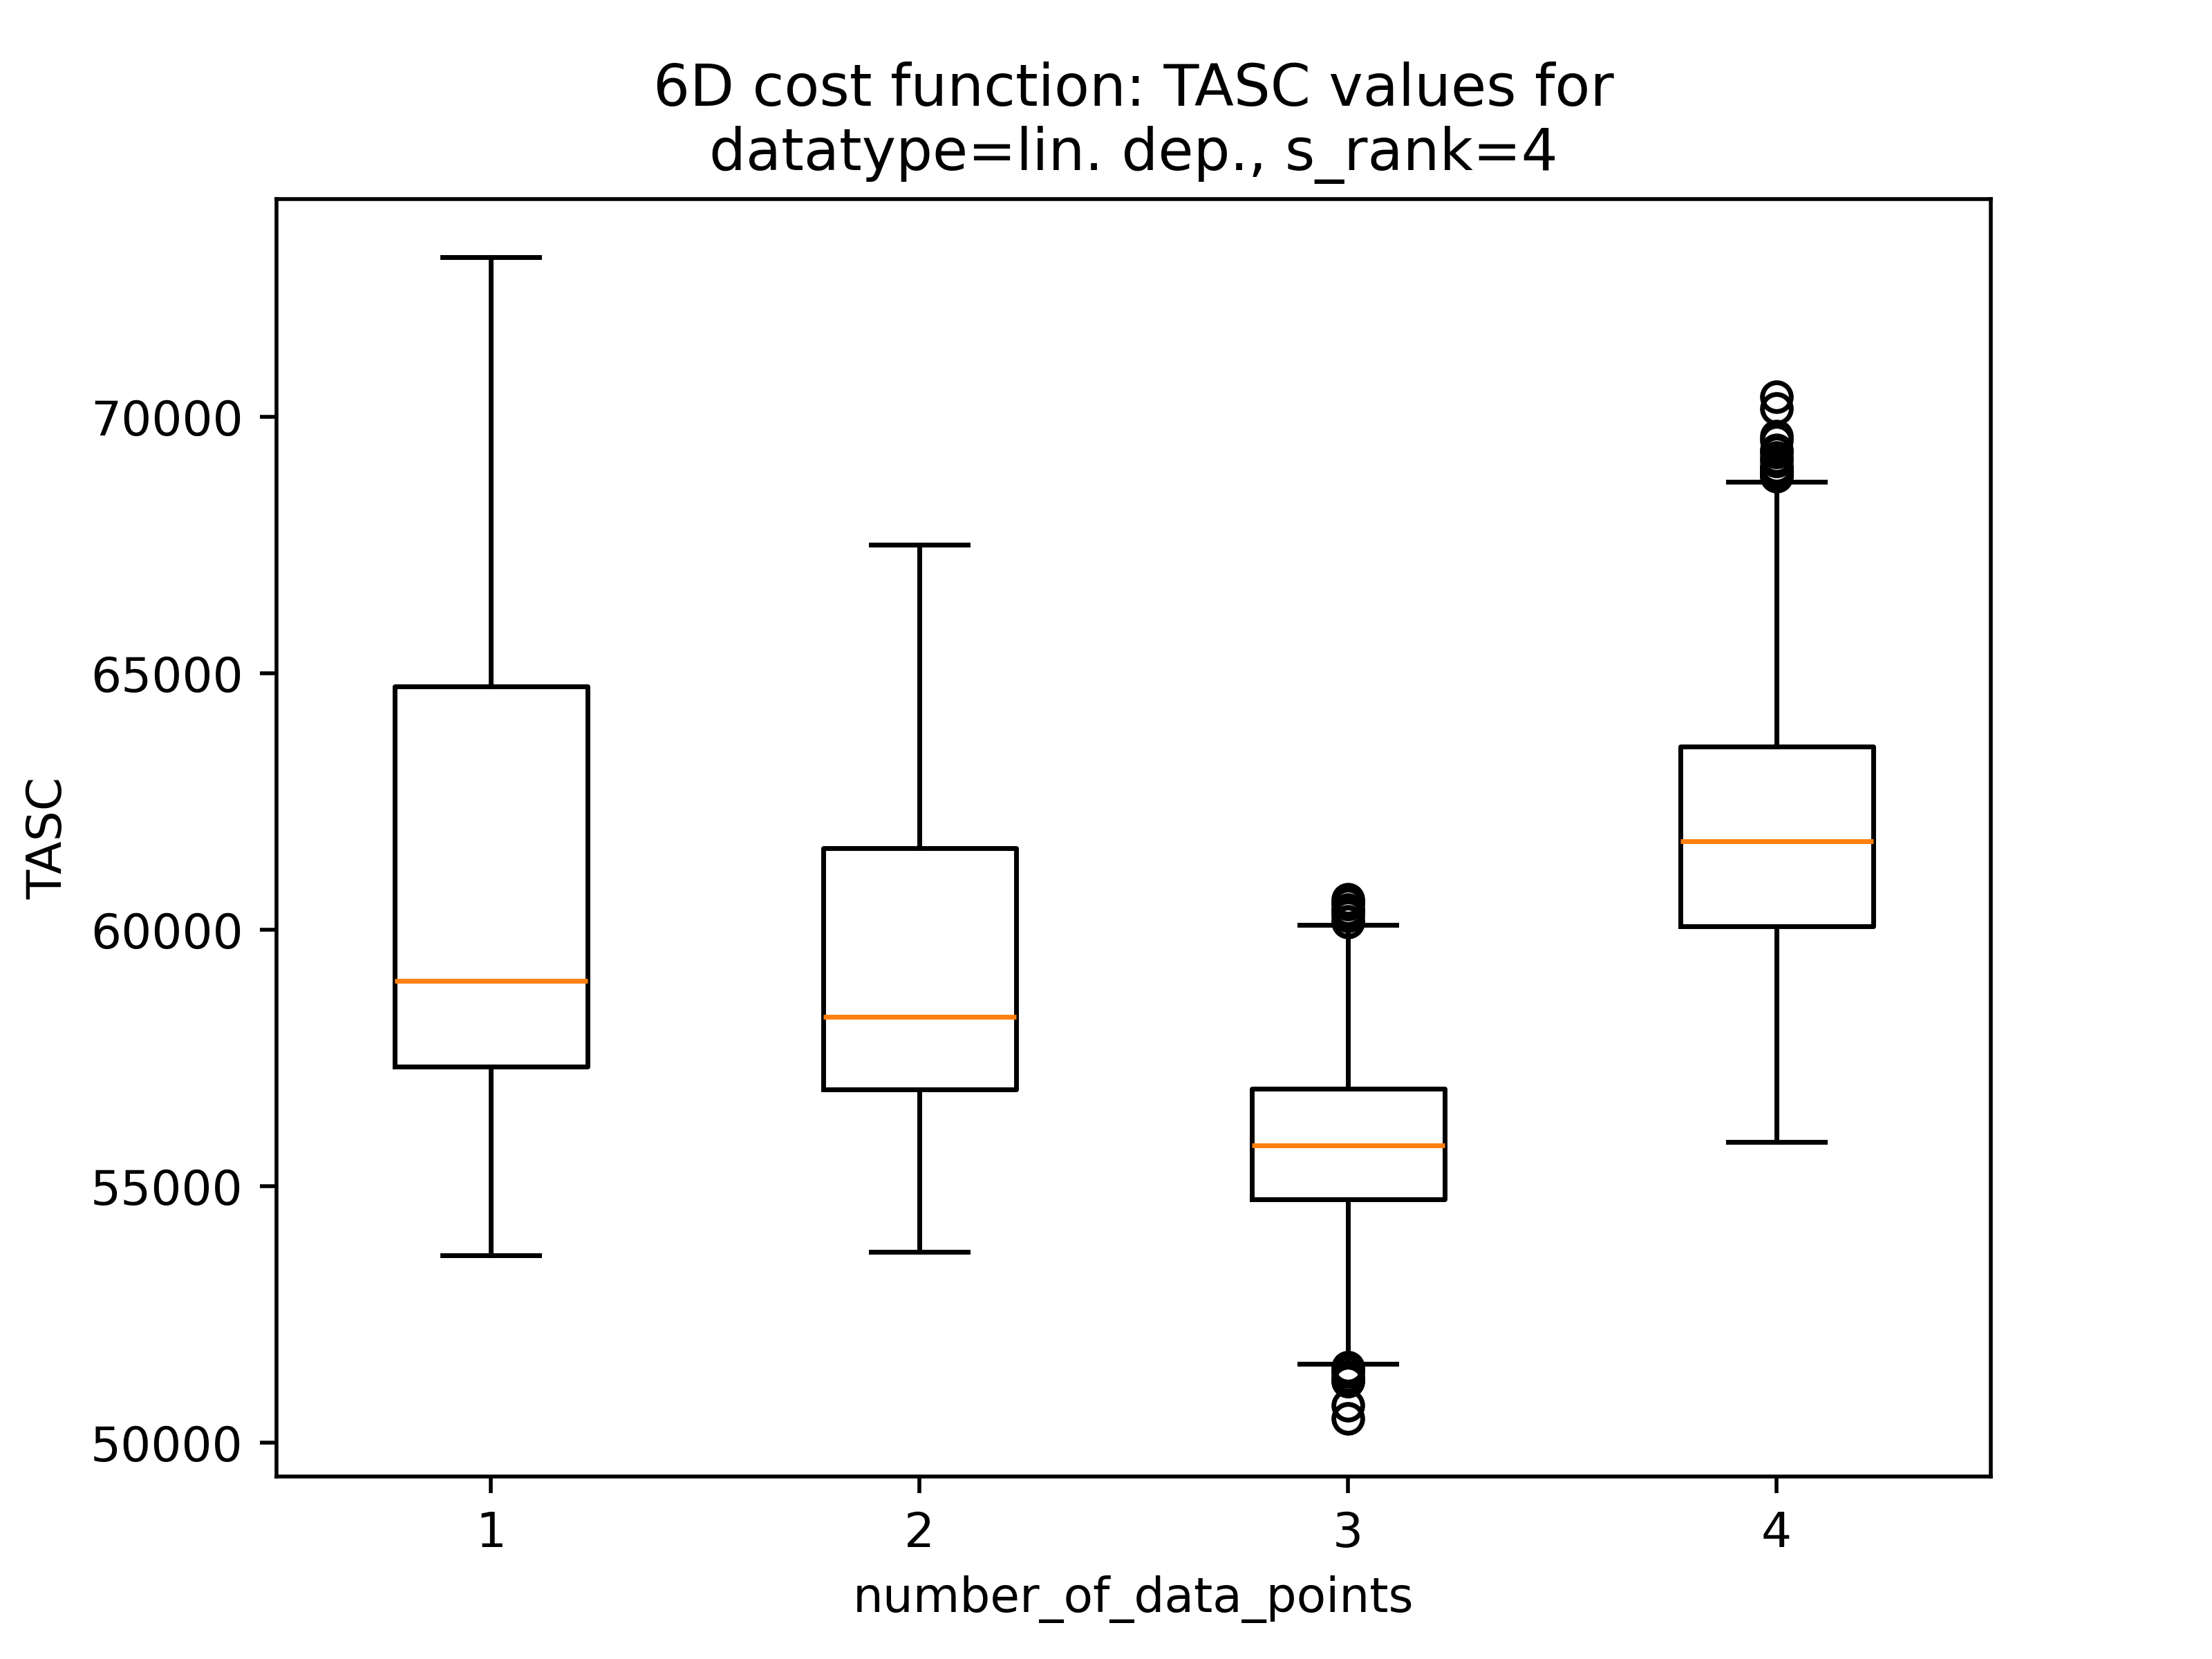 6D cost function: TASC values for
datatype=lin. dep., s_rank=4
TASC
70000
65000
60000
55000
50000
1 2 3 4
number_of_data_points